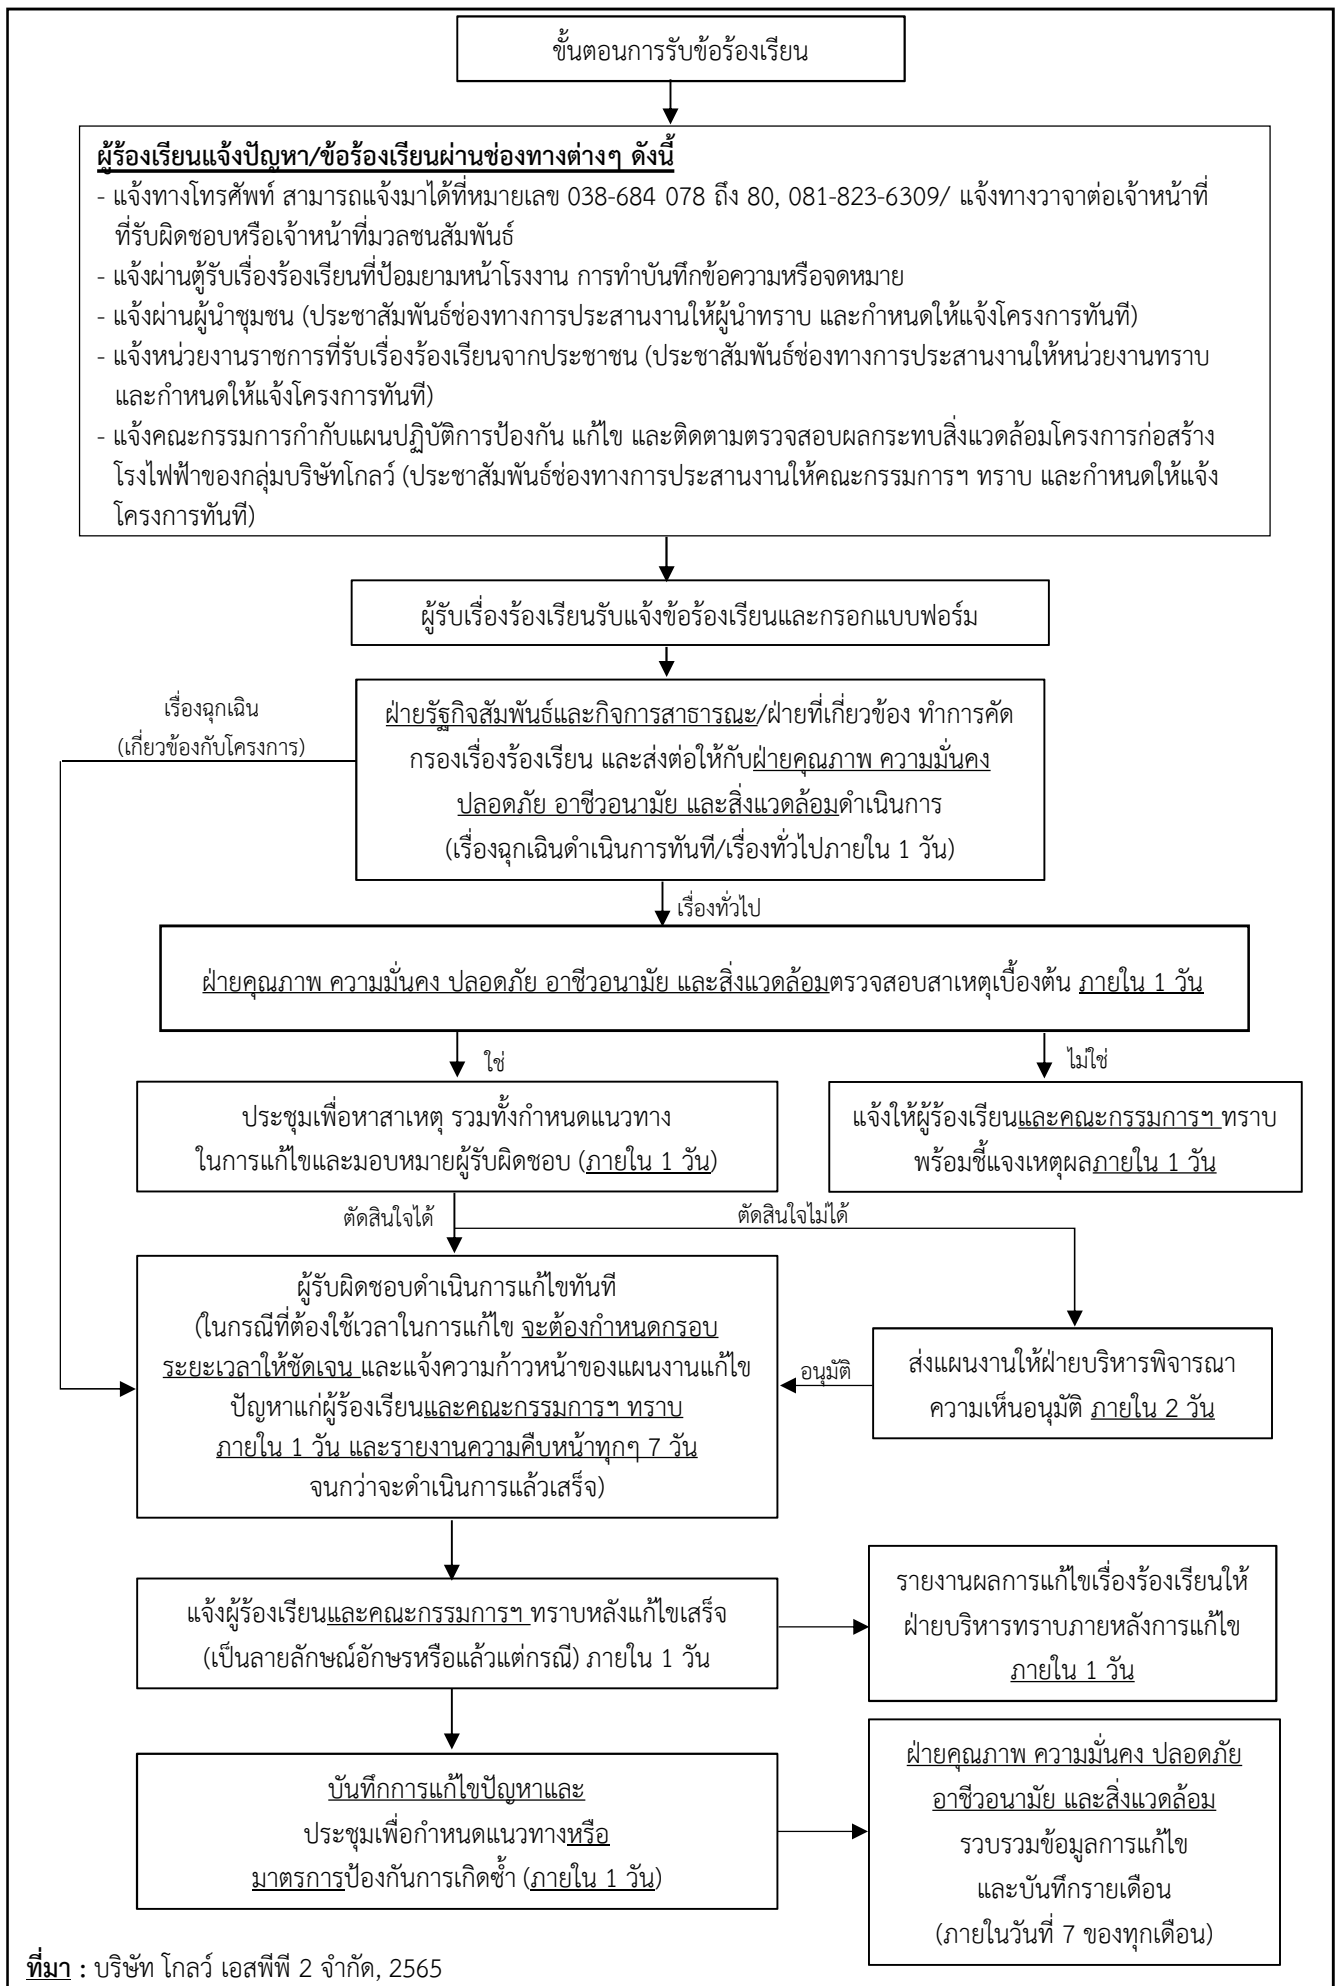 ขั้นตอนการรับข้อร้องเรียน
ผู้ร้องเรียนแจ้งปัญหา/ข้อร้องเรียนผ่านช่องทางต่างๆ ดังนี้
- แจ้งทางโทรศัพท์ สามารถแจ้งมาได้ที่หมายเลข 038-684 078 ถึง 80, 081-823-6309/ แจ้งทางวาจาต่อเจ้าหน้าที่
ที่รับผิดชอบหรือเจ้าหน้าที่มวลชนสัมพันธ์
- แจ้งผ่านตู้รับเรื่องร้องเรียนที่ป้อมยามหน้าโรงงาน การทำบันทึกข้อความหรือจดหมาย
- แจ้งผ่านผู้นำชุมชน (ประชาสัมพันธ์ช่องทางการประสานงานให้ผู้นำทราบ และกำหนดให้แจ้งโครงการทันที)
- แจ้งหน่วยงานราชการที่รับเรื่องร้องเรียนจากประชาชน (ประชาสัมพันธ์ช่องทางการประสานงานให้หน่วยงานทราบ
และกำหนดให้แจ้งโครงการทันที)
- แจ้งคณะกรรมการกำกับแผนปฏิบัติการป้องกัน แก้ไข และติดตามตรวจสอบผลกระทบสิ่งแวดล้อมโครงการก่อสร้าง
โรงไฟฟ้าของกลุ่มบริษัทโกลว์ (ประชาสัมพันธ์ช่องทางการประสานงานให้คณะกรรมการฯ ทราบ และกำหนดให้แจ้ง
โครงการทันที)
ผู้รับเรื่องร้องเรียนรับแจ้งข้อร้องเรียนและกรอกแบบฟอร์ม
เรื่องฉุกเฉิน
(เกี่ยวข้องกับโครงการ)
ฝ่ายรัฐกิจสัมพันธ์และกิจการสาธารณะ/ฝ่ายที่เกี่ยวข้อง ทำการคัด
กรองเรื่องร้องเรียน และส่งต่อให้กับฝ่ายคุณภาพ ความมั่นคง
ปลอดภัย อาชีวอนามัย และสิ่งแวดล้อมดำเนินการ
(เรื่องฉุกเฉินดำเนินการทันที/เรื่องทั่วไปภายใน 1 วัน)
เรื่องทั่วไป
ฝ่ายคุณภาพ ความมั่นคง ปลอดภัย อาชีวอนามัย และสิ่งแวดล้อมตรวจสอบสาเหตุเบื้องต้น ภายใน 1 วัน
ใช่
ไม่ใช่
ประชุมเพื่อหาสาเหตุ รวมทั้งกำหนดแนวทาง
ในการแก้ไขและมอบหมายผู้รับผิดชอบ (ภายใน 1 วัน)
แจ้งให้ผู้ร้องเรียนและคณะกรรมการฯ ทราบ
พร้อมชี้แจงเหตุผลภายใน 1 วัน
ตัดสินใจได้
ตัดสินใจไม่ได้
ผู้รับผิดชอบดำเนินการแก้ไขทันที
(ในกรณีที่ต้องใช้เวลาในการแก้ไข จะต้องกำหนดกรอบ
ระยะเวลาให้ชัดเจน และแจ้งความก้าวหน้าของแผนงานแก้ไข
ปัญหาแก่ผู้ร้องเรียนและคณะกรรมการฯ ทราบ
ภายใน 1 วัน และรายงานความคืบหน้าทุกๆ 7 วัน
จนกว่าจะดำเนินการแล้วเสร็จ)
อนุมัติ
ส่งแผนงานให้ฝ่ายบริหารพิจารณา
ความเห็นอนุมัติ ภายใน 2 วัน
แจ้งผู้ร้องเรียนและคณะกรรมการฯ ทราบหลังแก้ไขเสร็จ
(เป็นลายลักษณ์อักษรหรือแล้วแต่กรณี) ภายใน 1 วัน
รายงานผลการแก้ไขเรื่องร้องเรียนให้
ฝ่ายบริหารทราบภายหลังการแก้ไข
ภายใน 1 วัน
บันทึกการแก้ไขปัญหาและ
ประชุมเพื่อกำหนดแนวทางหรือ
มาตรการป้องกันการเกิดซ้ำ (ภายใน 1 วัน)
ฝ่ายคุณภาพ ความมั่นคง ปลอดภัย
อาชีวอนามัย และสิ่งแวดล้อม
รวบรวมข้อมูลการแก้ไข
และบันทึกรายเดือน
(ภายในวันที่ 7 ของทุกเดือน)
ที่มา : บริษัท โกลว์ เอสพีพี 2 จำกัด, 2565